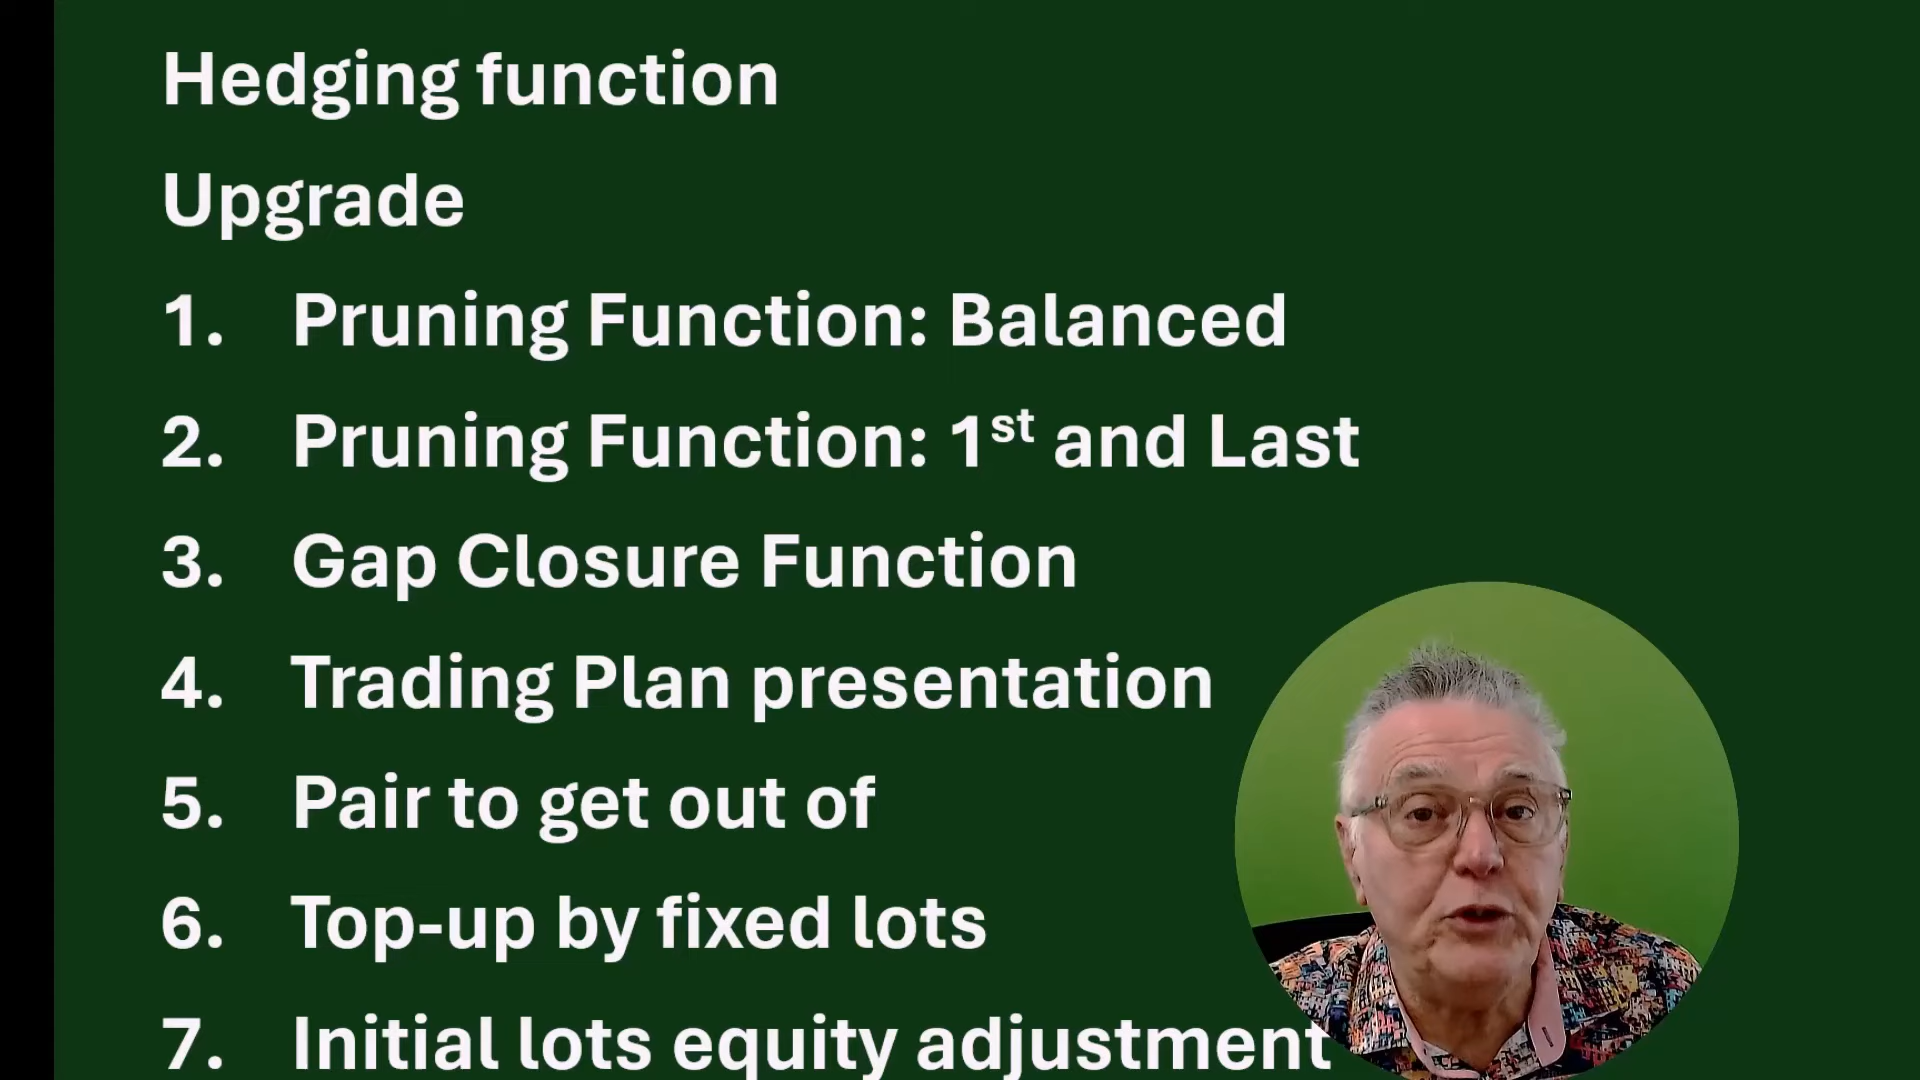 Hedging function
Upgrade
1. Pruning Function: Balanced
2. Pruning Function: 1st and Last
3. Gap Closure Function
4. Trading Plan presentation
5. Pair to get out of
6. Top-up by fixed lots
7. Initial lots equity adjustment